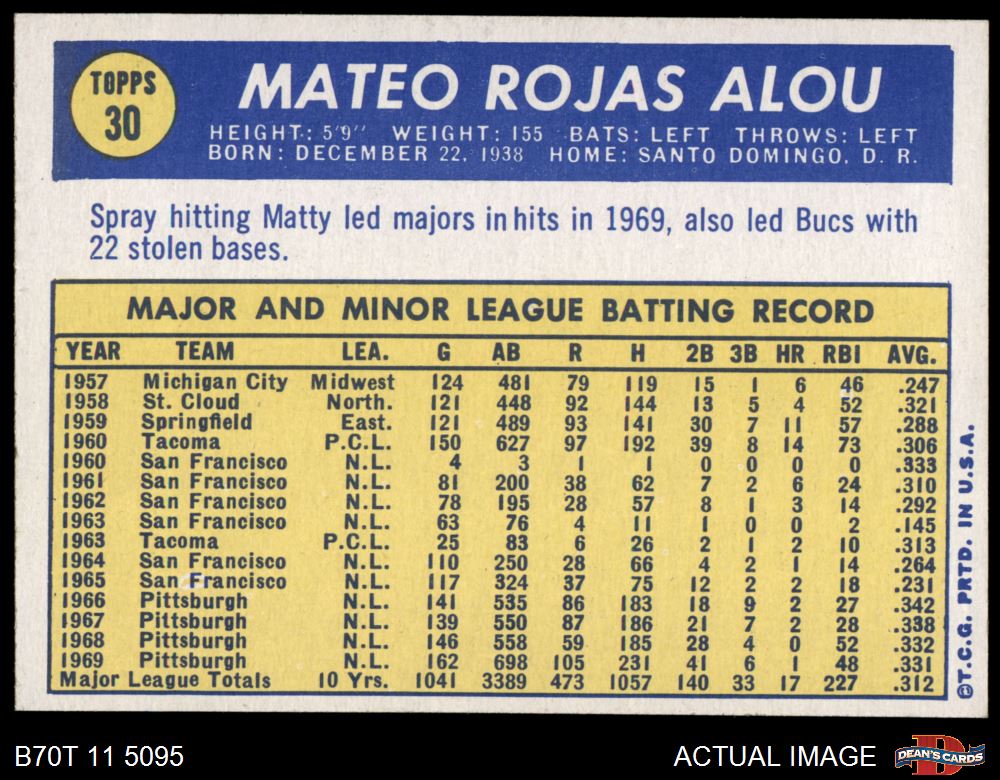 TOPPS
30
MATEO ROJAS ALOU
HEIGHT: 5'9" WEIGHT: 155 BATS: LEFT THROWS: LEFT
BORN: DECEMBER 22, 1938 HOME: SANTO DOMINGO, D. R.
Spray hitting Matty led majors in hits in 1969, also led Bucs with
22 stolen bases.
MAJOR AND MINOR LEAGUE BATTING RECORD
YEAR TEAM LEA. G AB R H 2B 3B HR RBI AVG.
1957 Michigan City Midwest 124 481 79 119 15 1 6 46 .247
1958 St. Cloud North. 121 448 92 144 13 5 4 52 .321
1959 Springfield East. 121 489 93 141 30 7 11 57 .288
1960 Tacoma P.C.L. 150 627 97 192 39 8 14 73 .306
1960 San Francisco N.L. 4 3 1 1 0 0 0 0 .333
1961 San Francisco N.L. 81 200 38 62 7 2 6 24 .310
1962 San Francisco N.L. 78 195 28 57 8 1 3 14 .292
1963 San Francisco N.L. 63 76 4 11 1 0 0 2 .145
1963 Tacoma P.C.L. 25 83 6 26 2 1 2 10 .313
1964 San Francisco N.L. 110 250 28 66 4 2 1 14 .264
1965 San Francisco N.L. 117 324 37 75 12 2 2 18 .231
1966 Pittsburgh N.L. 141 535 86 183 18 9 2 27 .342
1967 Pittsburgh N.L. 139 550 87 186 21 7 2 28 .338
1968 Pittsburgh N.L. 146 558 59 185 28 4 0 52 .332
1969 Pittsburgh N.L. 162 698 105 231 41 6 1 48 .331
Major League Totals 10 Yrs. 1041 3389 473 1057 140 33 17 227 .312
©T.C.G. PRTD. IN U.S.A.
B70T 11 5095
ACTUAL IMAGE
D
DEAN'S CARDS